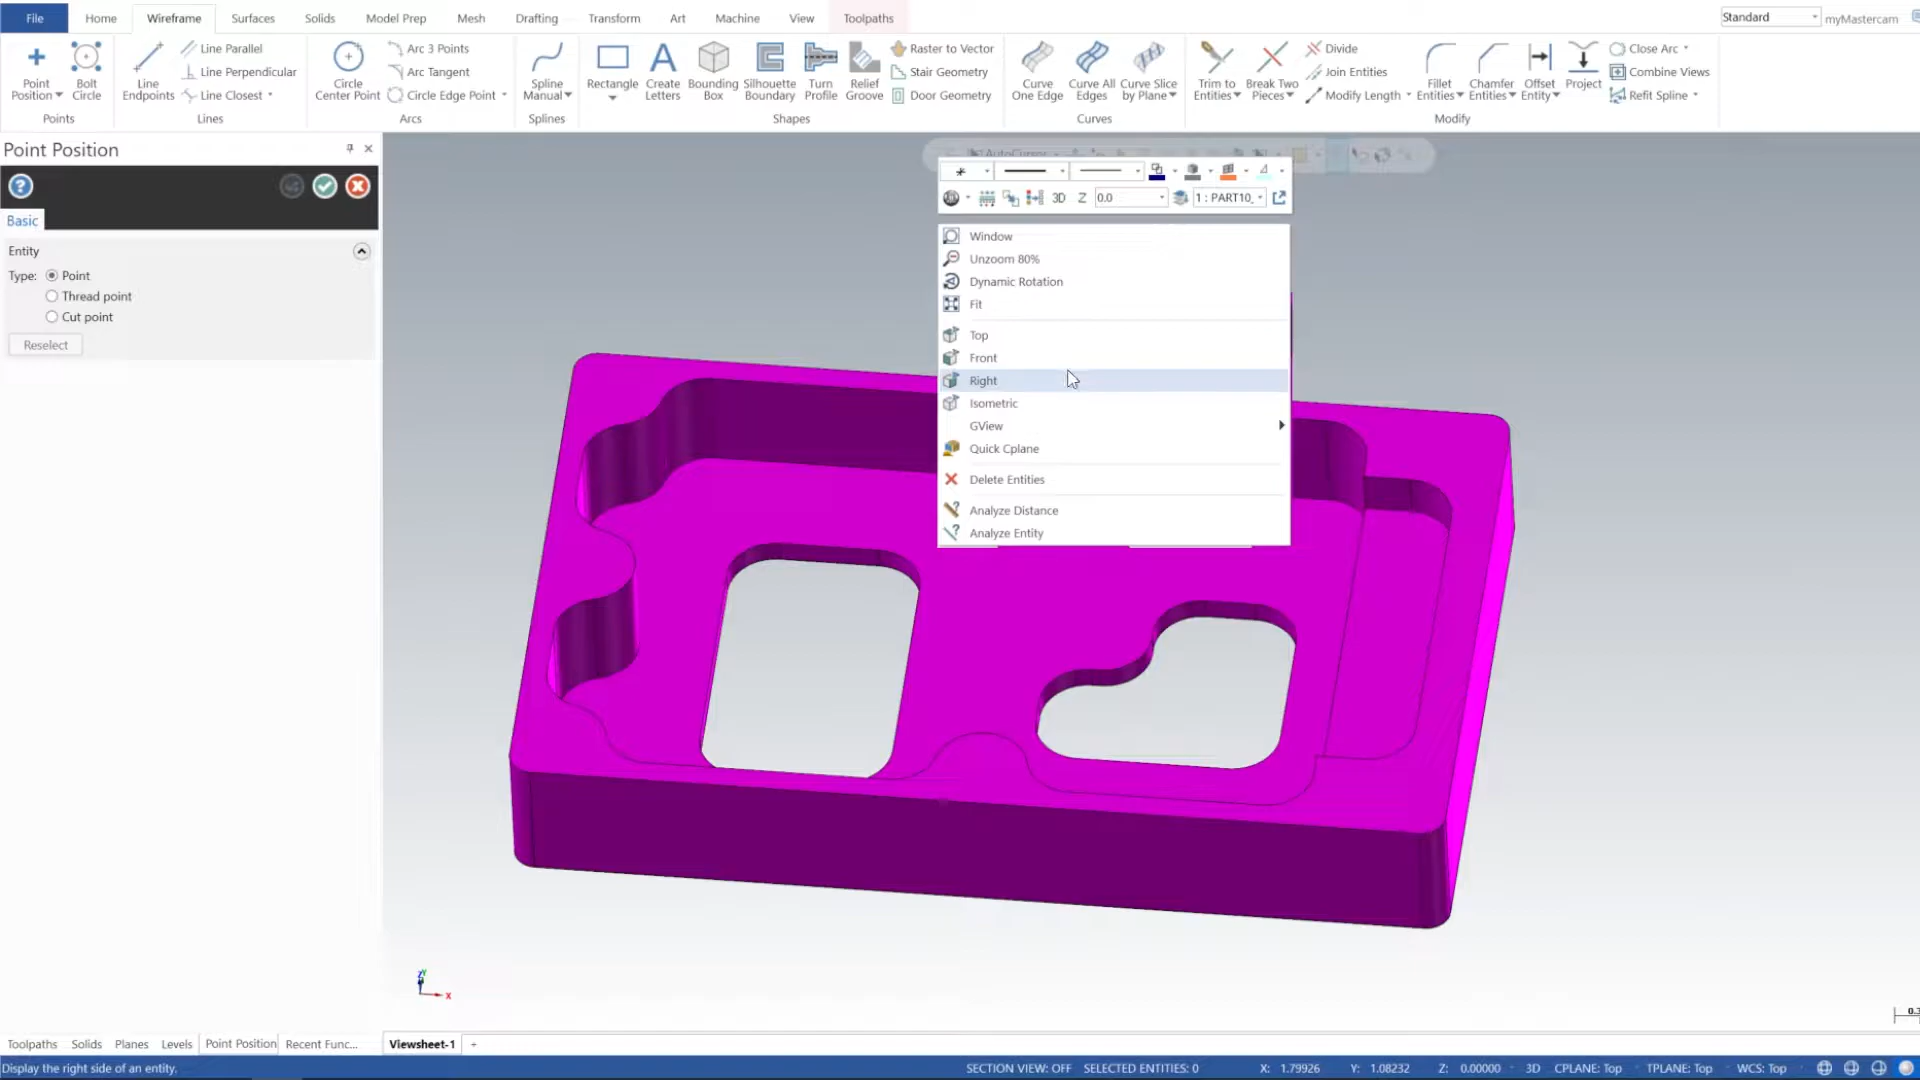 File Home Wireframe Surfaces Solids Model Prep Mesh Drafting Transform Art Machine View Toolpaths Standard myMastercam
Point Position Bolt Circle Line Endpoints Line Parallel Line Perpendicular Line Closest Circle Center Point Arc 3 Points Arc Tangent Circle Edge Point Spline Manual Rectangle Create Letters Bounding Box Silhouette Boundary Turn Profile Relief Groove Raster to Vector Stair Geometry Door Geometry Curve One Edge Curve All Edges Curve Slice by Plane Trim to Entities Break Two Pieces Divide Join Entities Modify Length Fillet Entities Chamfer Entities Offset Entity Project Close Arc Combine Views Refit Spline
Points Lines Arcs Splines Shapes Curves Modify
Point Position
Basic
Entity
Type: Point
Thread point
Cut point
Reselect
AutoCursor
3D Z 0.0 1 : PART10_
Window
Unzoom 80%
Dynamic Rotation
Fit
Top
Front
Right
Isometric
GView
Quick Cplane
Delete Entities
Analyze Distance
Analyze Entity
Y
X
0.3
Toolpaths Solids Planes Levels Point Position Recent Func... Viewsheet-1 +
Display the right side of an entity. SECTION VIEW: OFF SELECTED ENTITIES: 0 X: 1.79926 Y: 1.08232 Z: 0.00000 3D CPLANE: Top TPLANE: Top WCS: Top